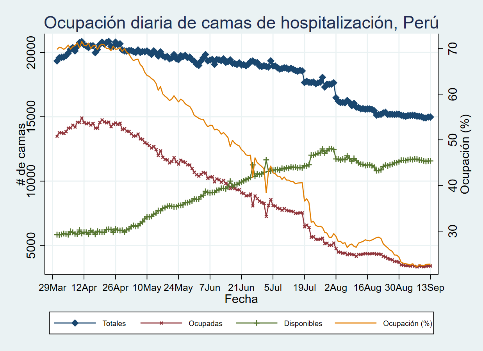 Ocupación diaria de camas de hospitalización, Perú
20000
15000
10000
5000
# de camas
70
60
50
40
30
Ocupación (%)
29Mar 12Apr 26Apr 10May 24May 7Jun 21Jun 5Jul 19Jul 2Aug 16Aug 30Aug 13Sep
Fecha
Totales Ocupadas Disponibles Ocupación (%)